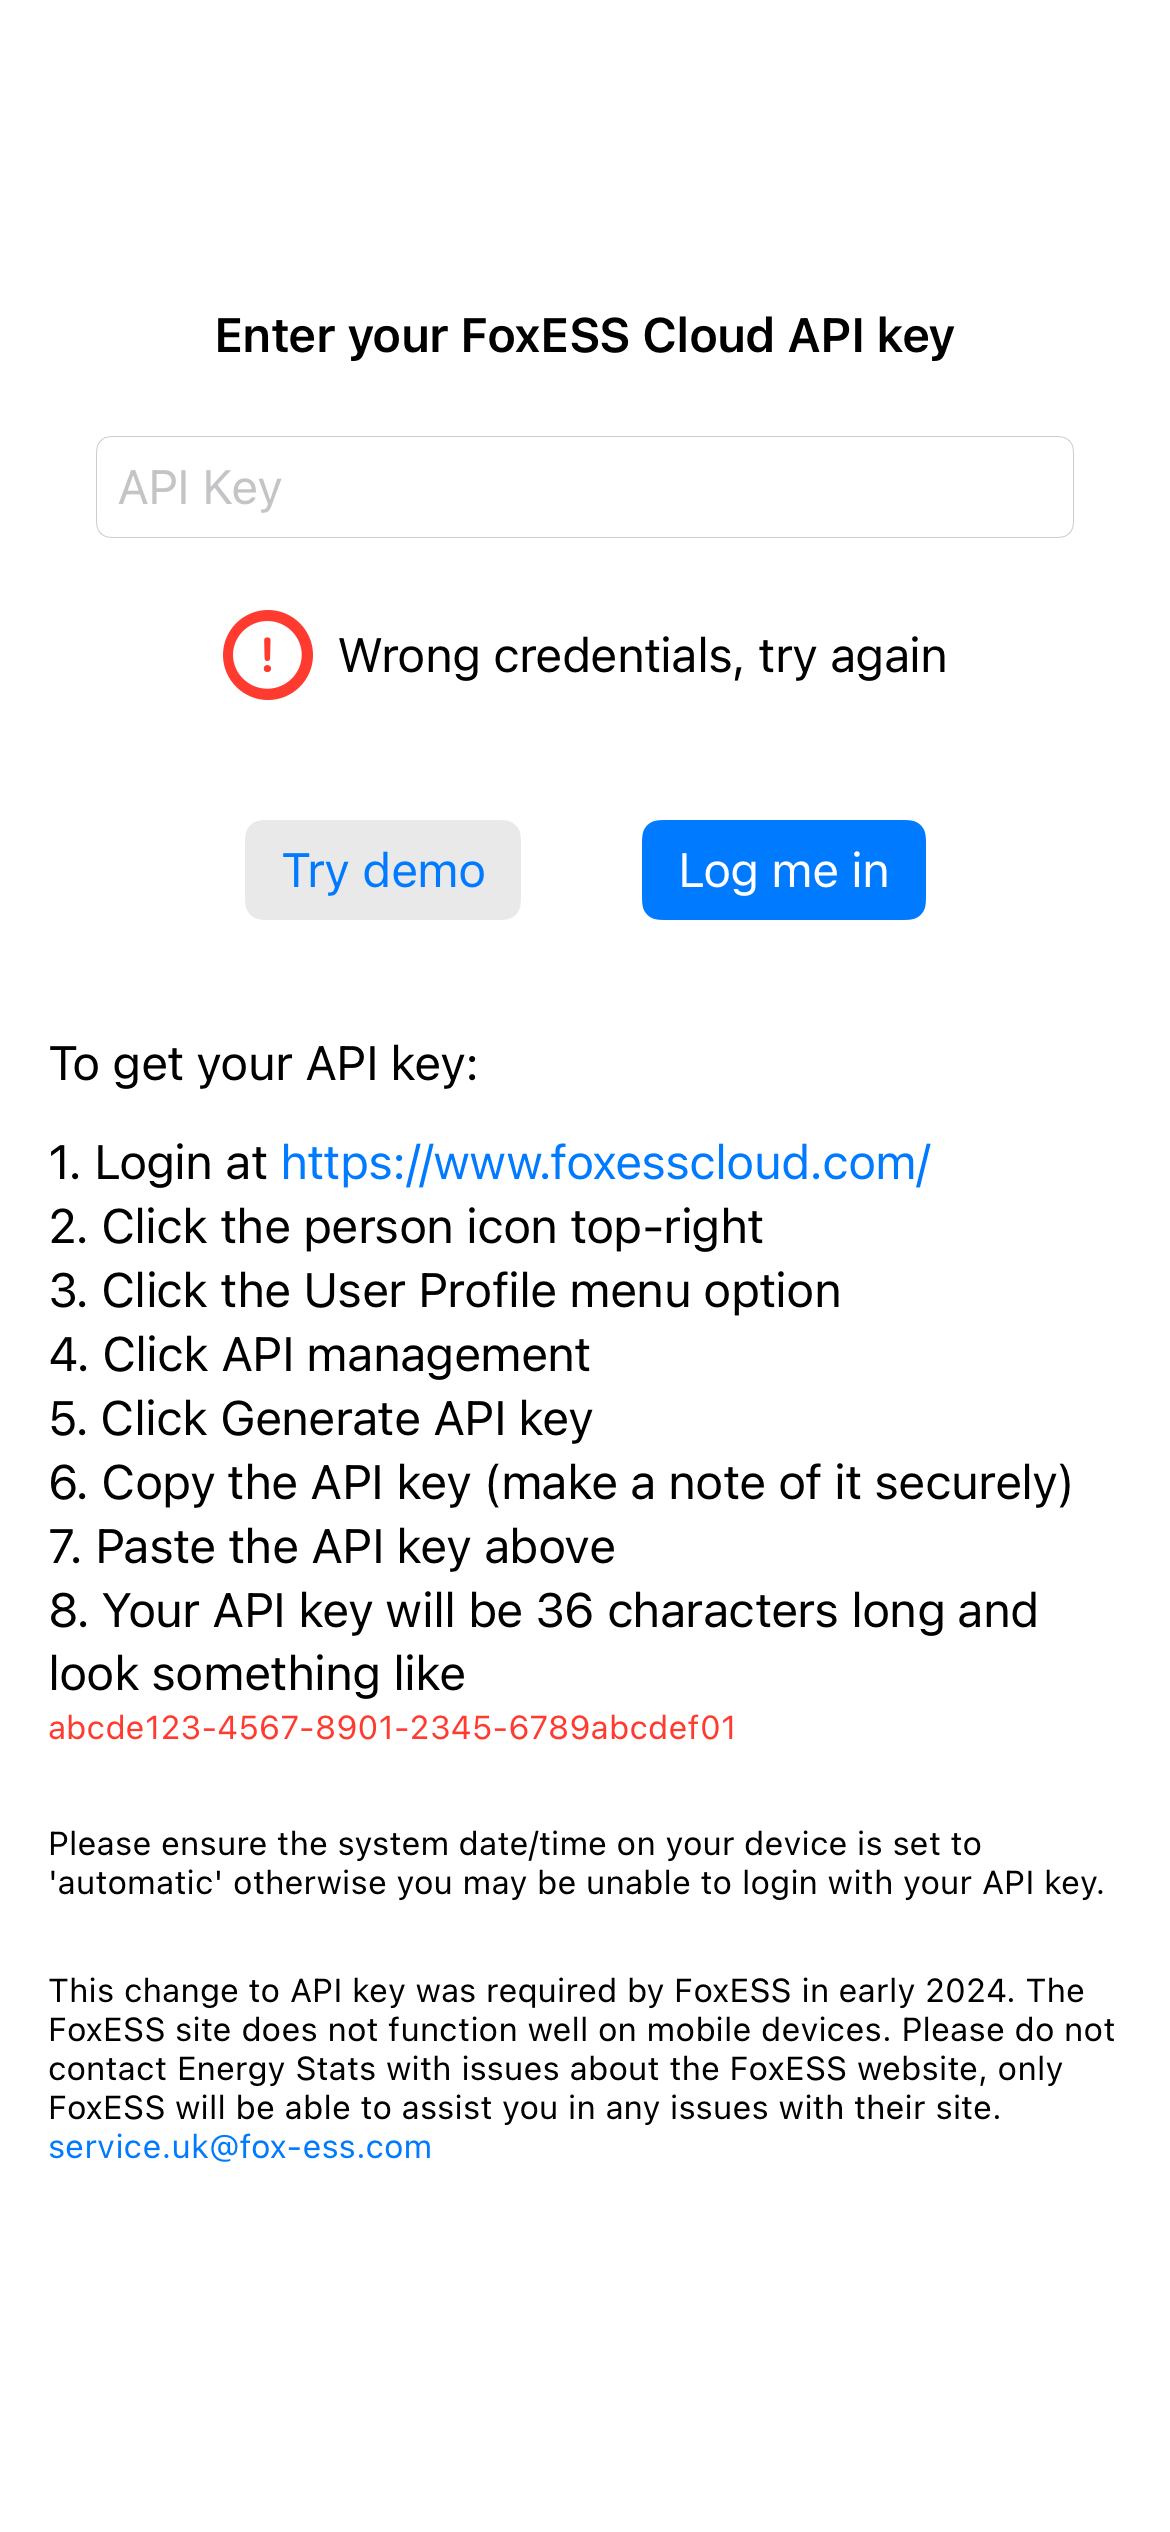 Enter your FoxESS Cloud API key
API Key
! Wrong credentials, try again
Try demo
Log me in
To get your API key:
1. Login at https://www.foxesscloud.com/
2. Click the person icon top-right
3. Click the User Profile menu option
4. Click API management
5. Click Generate API key
6. Copy the API key (make a note of it securely)
7. Paste the API key above
8. Your API key will be 36 characters long and
look something like
abcde123-4567-8901-2345-6789abcdef01
Please ensure the system date/time on your device is set to
'automatic' otherwise you may be unable to login with your API key.
This change to API key was required by FoxESS in early 2024. The
FoxESS site does not function well on mobile devices. Please do not
contact Energy Stats with issues about the FoxESS website, only
FoxESS will be able to assist you in any issues with their site.
service.uk@fox-ess.com